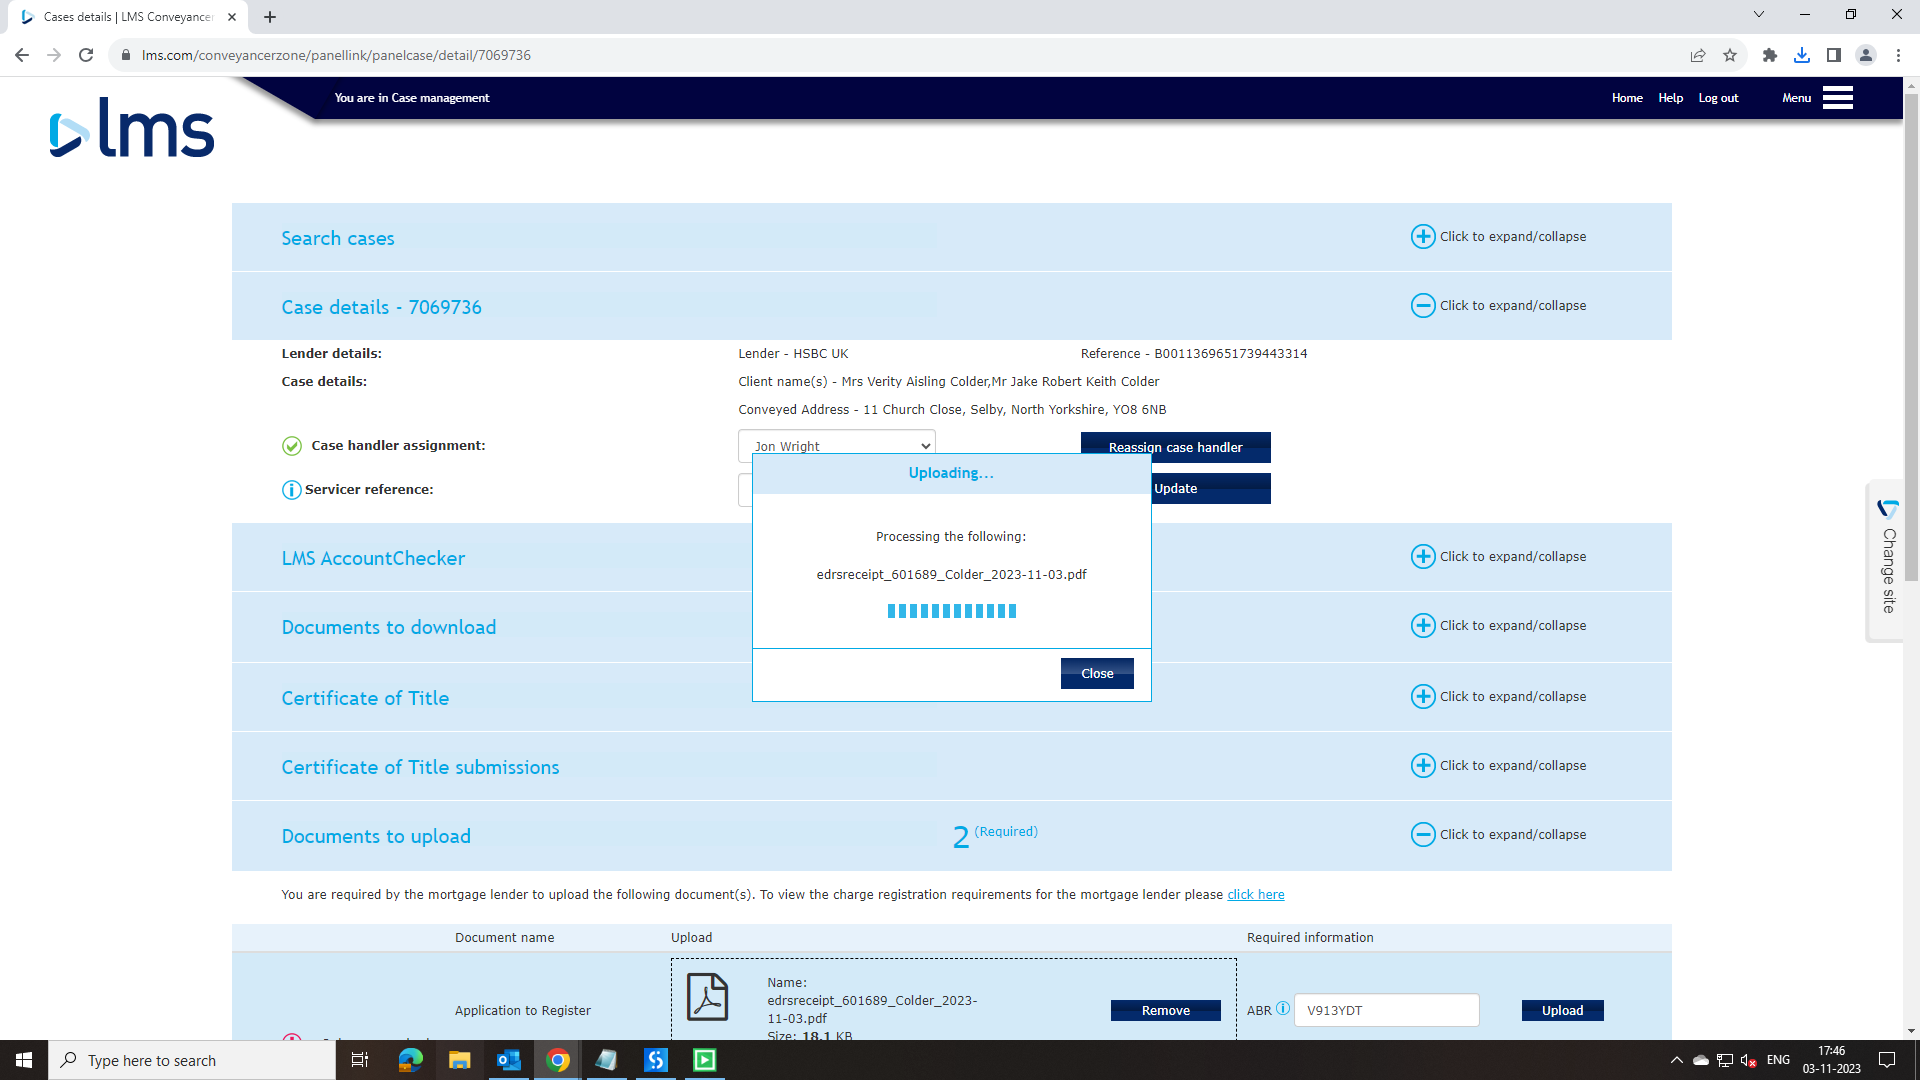 Cases details | LMS Conveyancer
lms.com/conveyancerzone/panellink/panelcase/detail/7069736
You are in Case management
Home
Help
Log out
Menu
lms
Search cases
Click to expand/collapse
Case details - 7069736
Click to expand/collapse
Lender details:
Lender - HSBC UK
Reference - B0011369651739443314
Case details:
Client name(s) - Mrs Verity Aisling Colder,Mr Jake Robert Keith Colder
Conveyed Address - 11 Church Close, Selby, North Yorkshire, YO8 6NB
Case handler assignment:
Jon Wright
Reassign case handler
Servicer reference:
Update
Uploading...
Processing the following:
edrsreceipt_601689_Colder_2023-11-03.pdf
Close
Change site
LMS AccountChecker
Click to expand/collapse
Documents to download
Click to expand/collapse
Certificate of Title
Click to expand/collapse
Certificate of Title submissions
Click to expand/collapse
Documents to upload
2 (Required)
Click to expand/collapse
You are required by the mortgage lender to upload the following document(s). To view the charge registration requirements for the mortgage lender please click here
Document name
Upload
Required information
Application to Register
Name:
edrsreceipt_601689_Colder_2023-
11-03.pdf
Size: 18.1 KB
Remove
ABR
V913YDT
Upload
Type here to search
ENG
17:46
03-11-2023